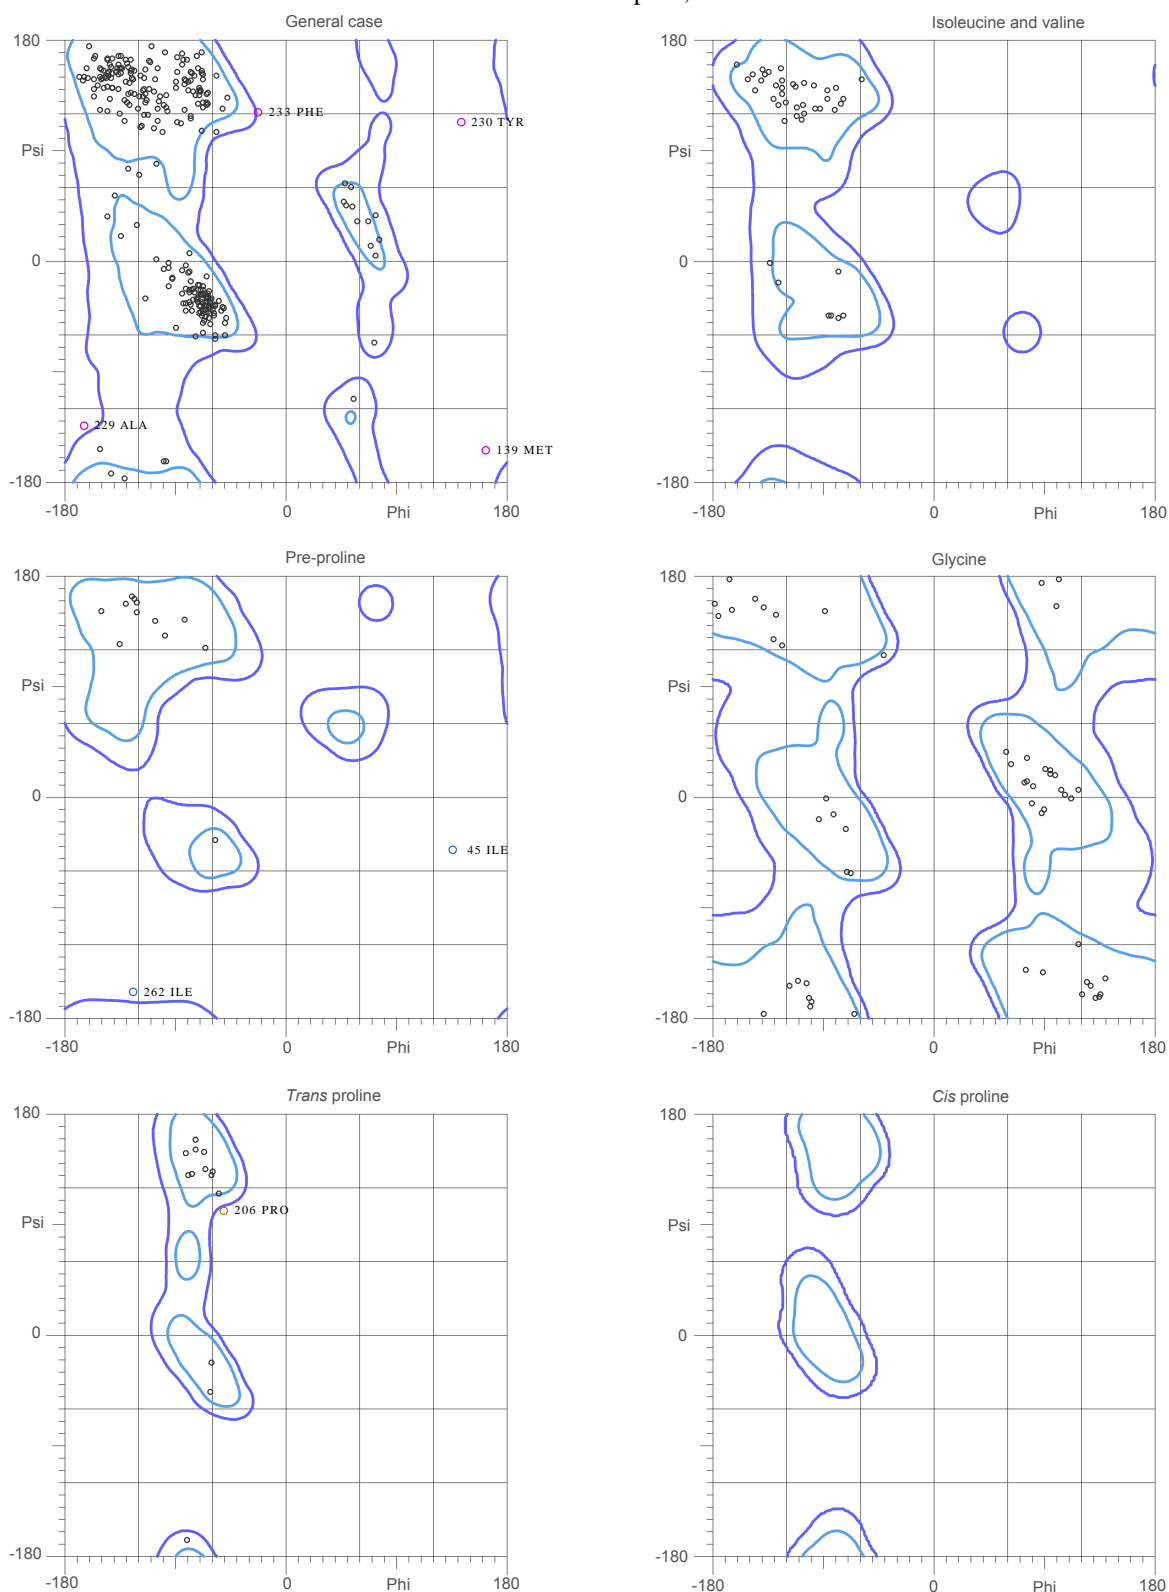 General case
Isoleucine and valine
180
180
233 PHE
230 TYR
Psi
Psi
0
0
229 ALA
139 MET
-180
-180
-180
0
Phi
180
-180
0
Phi
180
Pre-proline
Glycine
180
180
Psi
Psi
0
0
45 ILE
262 ILE
-180
-180
-180
0
Phi
180
-180
0
Phi
180
Trans proline
Cis proline
180
180
206 PRO
Psi
Psi
0
0
-180
-180
-180
0
Phi
180
-180
0
Phi
180